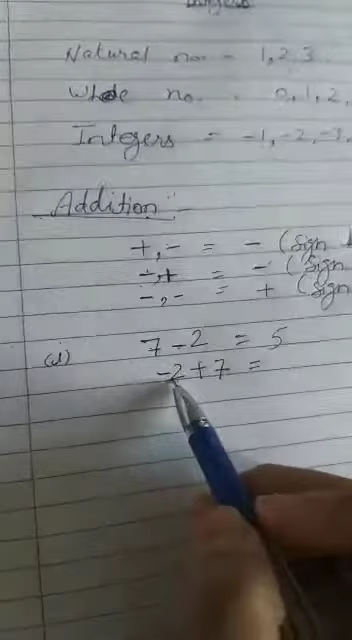 Integers
Natural no. - 1, 2, 3
Whole no. - 0, 1, 2,
Integers = -1, -2, -3,
Addition :-
+, - = - (Sign
-, + = - (Sign
-, - = + (Sign
(i) 7 - 2 = 5
-2 + 7 =